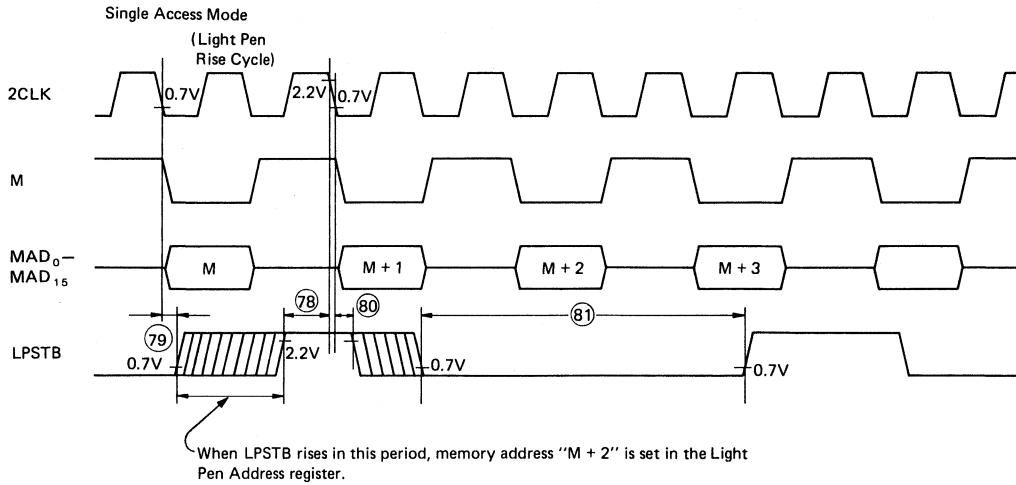 Single Access Mode
(Light Pen
Rise Cycle)
2CLK
0.7V
2.2V
0.7V
M
MAD₀—
MAD₁₅
M
M + 1
M + 2
M + 3
78
80
81
79
LPSTB
0.7V
2.2V
0.7V
0.7V
When LPSTB rises in this period, memory address "M + 2" is set in the Light
Pen Address register.